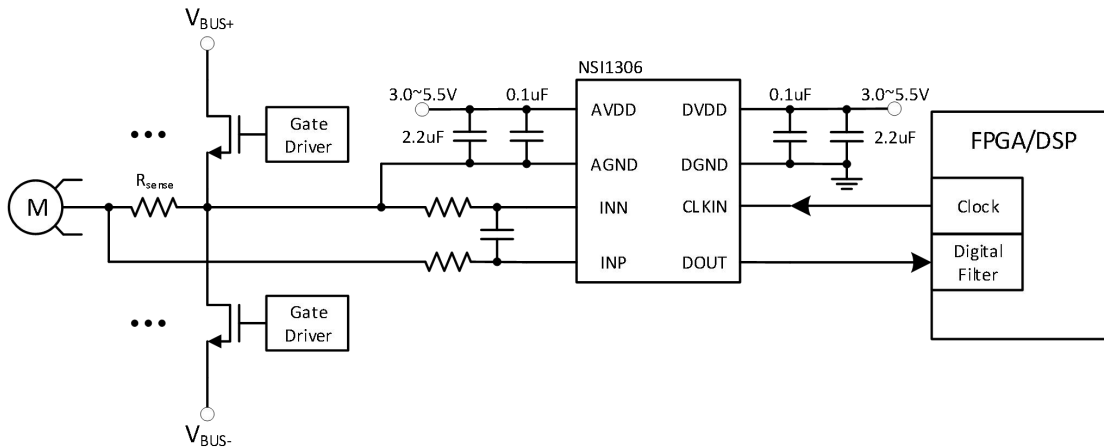 VBUS+
NSI1306
3.0~5.5V
0.1uF
2.2uF
AVDD
DVDD
0.1uF
3.0~5.5V
2.2uF
FPGA/DSP
Gate
Driver
AGND
DGND
Rsense
M
INN
CLKIN
Clock
INP
DOUT
Digital
Filter
Gate
Driver
VBUS-